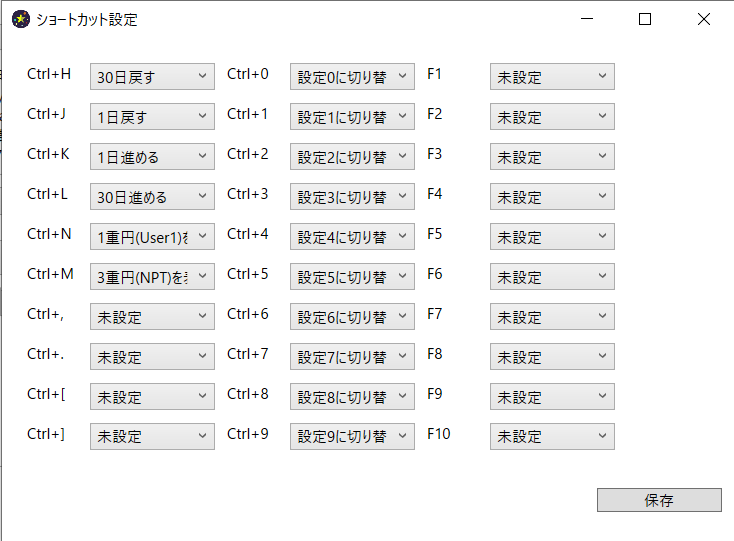 ショートカット設定
Ctrl+H 30日戻す Ctrl+0 設定0に切り替 F1 未設定
Ctrl+J 1日戻す Ctrl+1 設定1に切り替 F2 未設定
Ctrl+K 1日進める Ctrl+2 設定2に切り替 F3 未設定
Ctrl+L 30日進める Ctrl+3 設定3に切り替 F4 未設定
Ctrl+N 1重円(User1)を Ctrl+4 設定4に切り替 F5 未設定
Ctrl+M 3重円(NPT)を Ctrl+5 設定5に切り替 F6 未設定
Ctrl+, 未設定 Ctrl+6 設定6に切り替 F7 未設定
Ctrl+. 未設定 Ctrl+7 設定7に切り替 F8 未設定
Ctrl+[ 未設定 Ctrl+8 設定8に切り替 F9 未設定
Ctrl+] 未設定 Ctrl+9 設定9に切り替 F10 未設定
保存